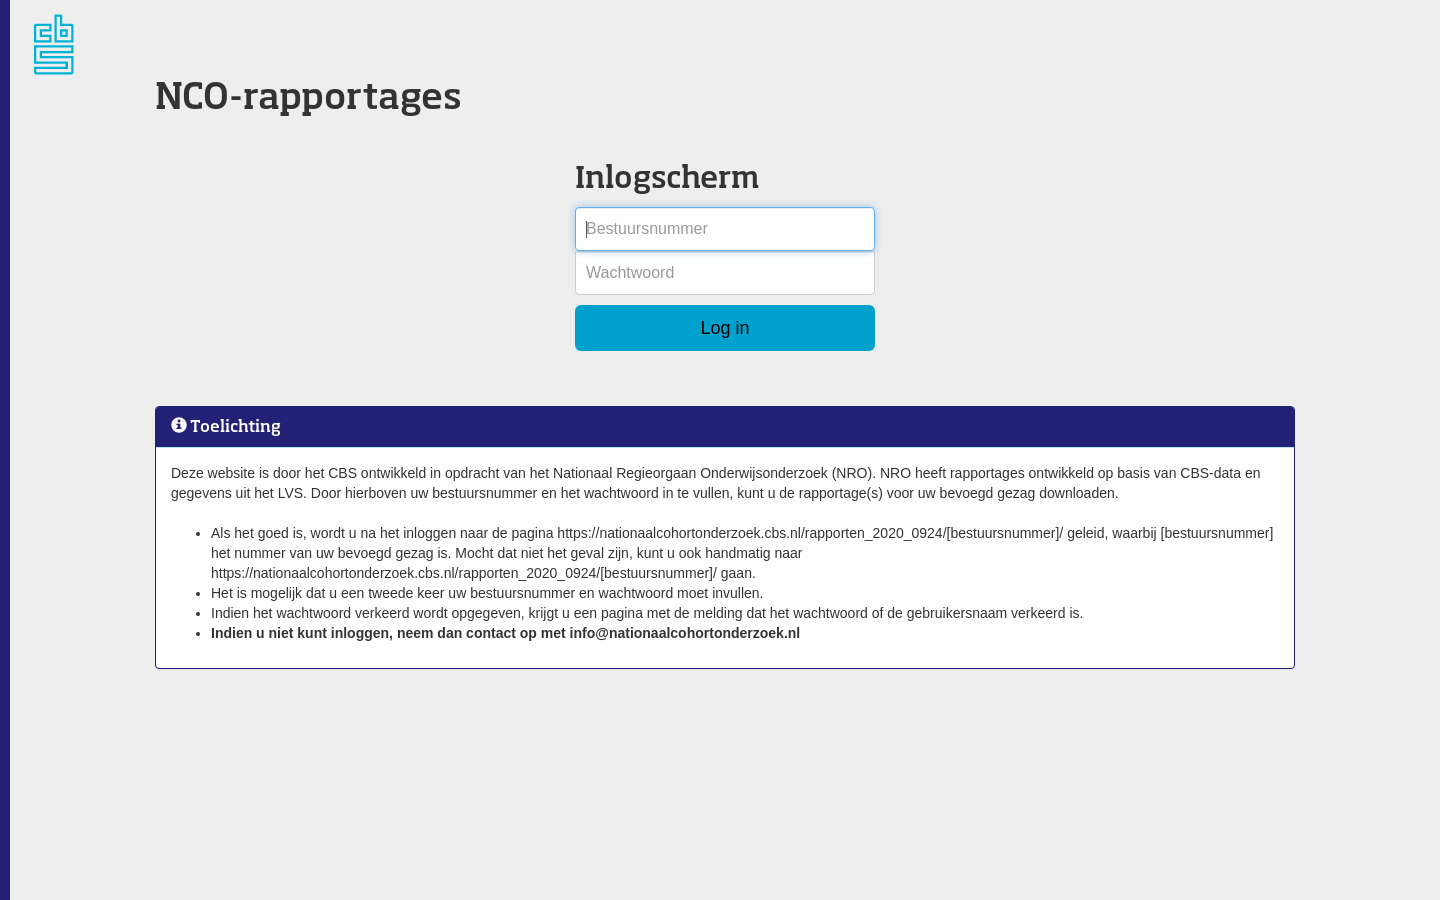 cbs
NCO-rapportages
Inlogscherm
Bestuursnummer
Wachtwoord
Log in
Toelichting
Deze website is door het CBS ontwikkeld in opdracht van het Nationaal Regieorgaan Onderwijsonderzoek (NRO). NRO heeft rapportages ontwikkeld op basis van CBS-data en
gegevens uit het LVS. Door hierboven uw bestuursnummer en het wachtwoord in te vullen, kunt u de rapportage(s) voor uw bevoegd gezag downloaden.
• Als het goed is, wordt u na het inloggen naar de pagina https://nationaalcohortonderzoek.cbs.nl/rapporten_2020_0924/[bestuursnummer]/ geleid, waarbij [bestuursnummer]
het nummer van uw bevoegd gezag is. Mocht dat niet het geval zijn, kunt u ook handmatig naar
https://nationaalcohortonderzoek.cbs.nl/rapporten_2020_0924/[bestuursnummer]/ gaan.
• Het is mogelijk dat u een tweede keer uw bestuursnummer en wachtwoord moet invullen.
• Indien het wachtwoord verkeerd wordt opgegeven, krijgt u een pagina met de melding dat het wachtwoord of de gebruikersnaam verkeerd is.
• Indien u niet kunt inloggen, neem dan contact op met info@nationaalcohortonderzoek.nl